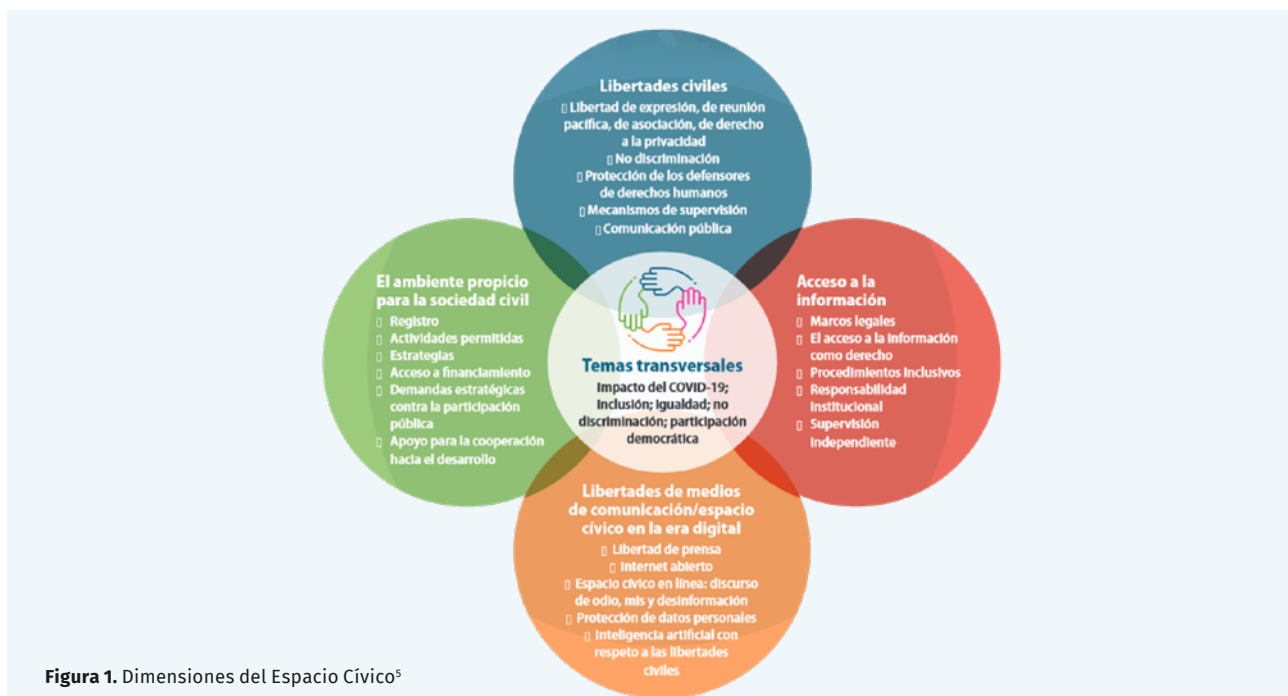 Libertades civiles
▯ Libertad de expresión, de reunión
pacífica, de asociación, de derecho
a la privacidad
▯ No discriminación
▯ Protección de los defensores
de derechos humanos
▯ Mecanismos de supervisión
▯ Comunicación pública
El ambiente propicio
para la sociedad civil
▯ Registro
▯ Actividades permitidas
▯ Estrategias
▯ Acceso a financiamiento
▯ Demandas estratégicas
contra la participación
pública
▯ Apoyo para la cooperación
hacia el desarrollo
Temas transversales
Impacto del COVID-19;
inclusión; igualdad; no
discriminación; participación
democrática
Acceso a la
información
▯ Marcos legales
▯ El acceso a la información
como derecho
▯ Procedimientos inclusivos
▯ Responsabilidad
institucional
▯ Supervisión
independiente
Libertades de medios
de comunicación/espacio
cívico en la era digital
▯ Libertad de prensa
▯ Internet abierto
▯ Espacio cívico en línea: discurso
de odio, mis y desinformación
▯ Protección de datos personales
▯ Inteligencia artificial con
respeto a las libertades
civiles
Figura 1. Dimensiones del Espacio Cívico⁵